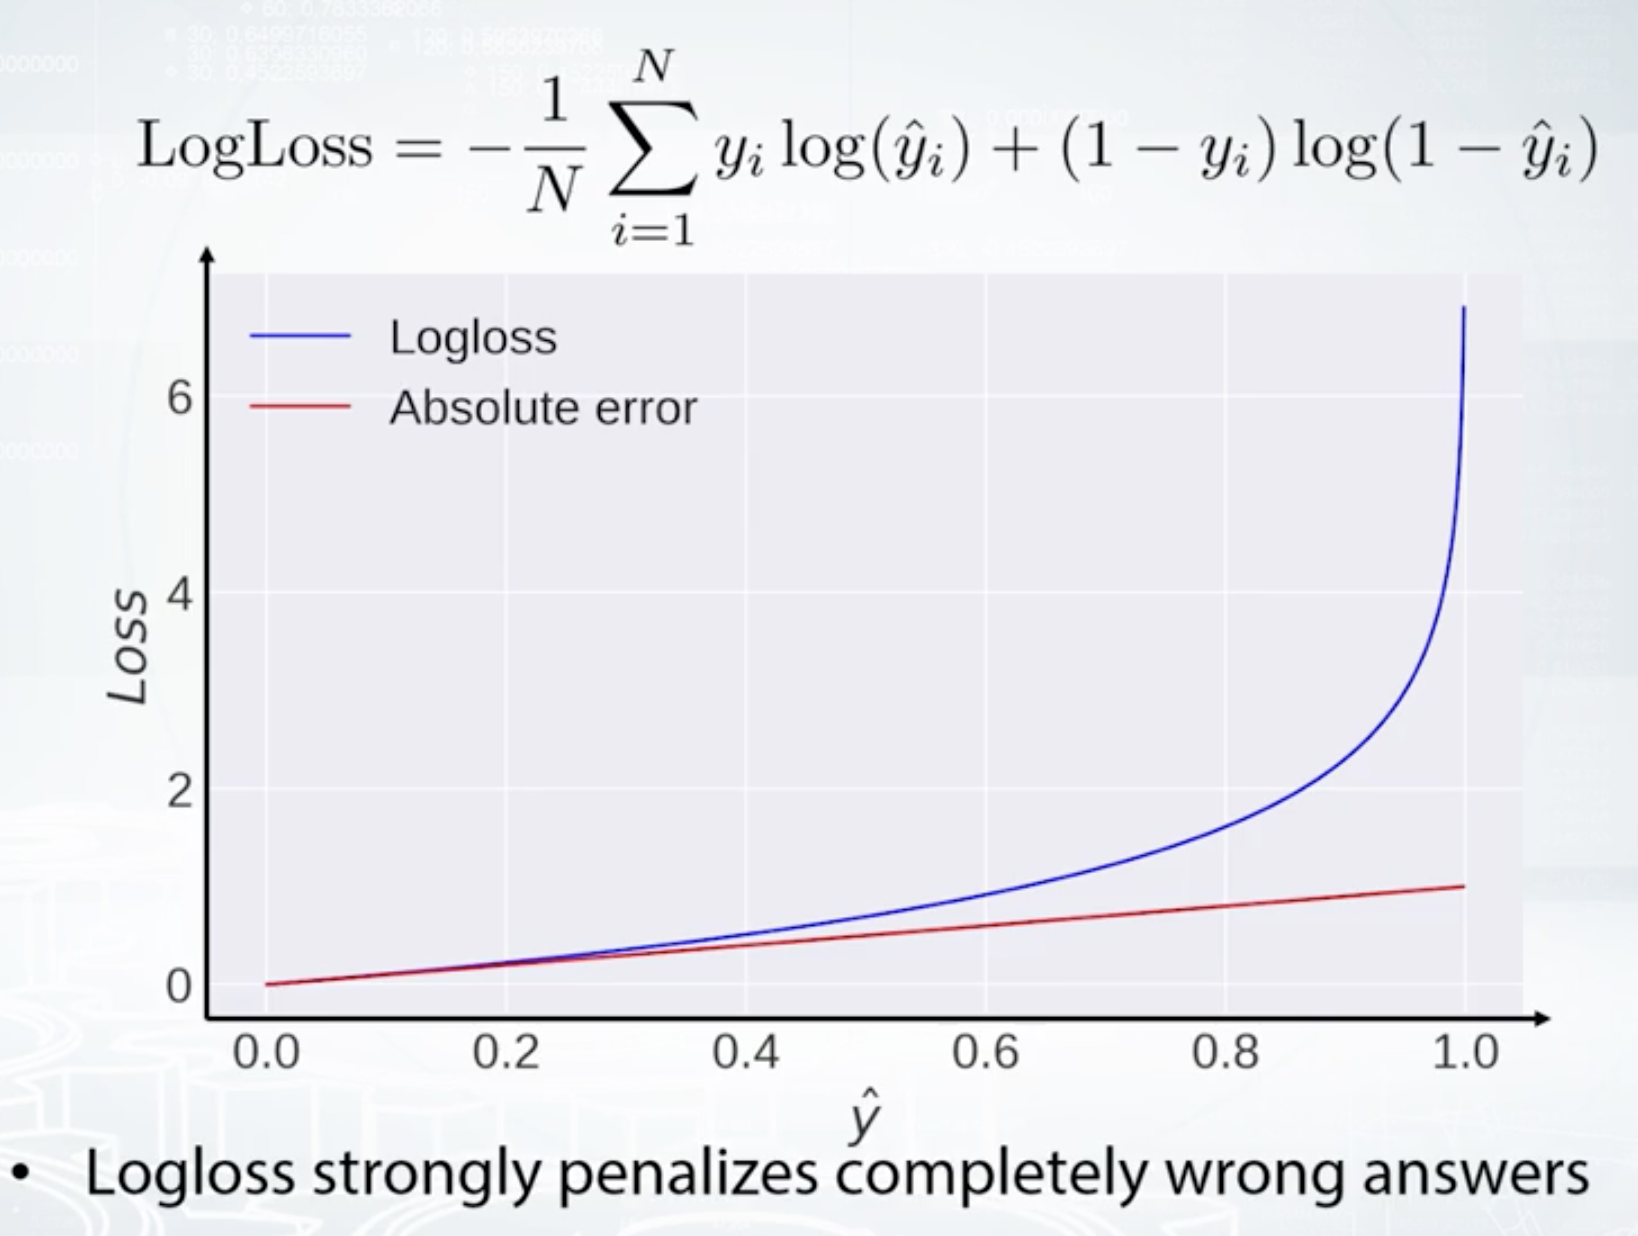 LogLoss = -\frac{1}{N} \sum_{i=1}^{N} y_i \log(\hat{y}_i) + (1 - y_i) \log(1 - \hat{y}_i)
Logloss
Absolute error
6
4
2
0
Loss
0.0 0.2 0.4 0.6 0.8 1.0
ŷ
• Logloss strongly penalizes completely wrong answers